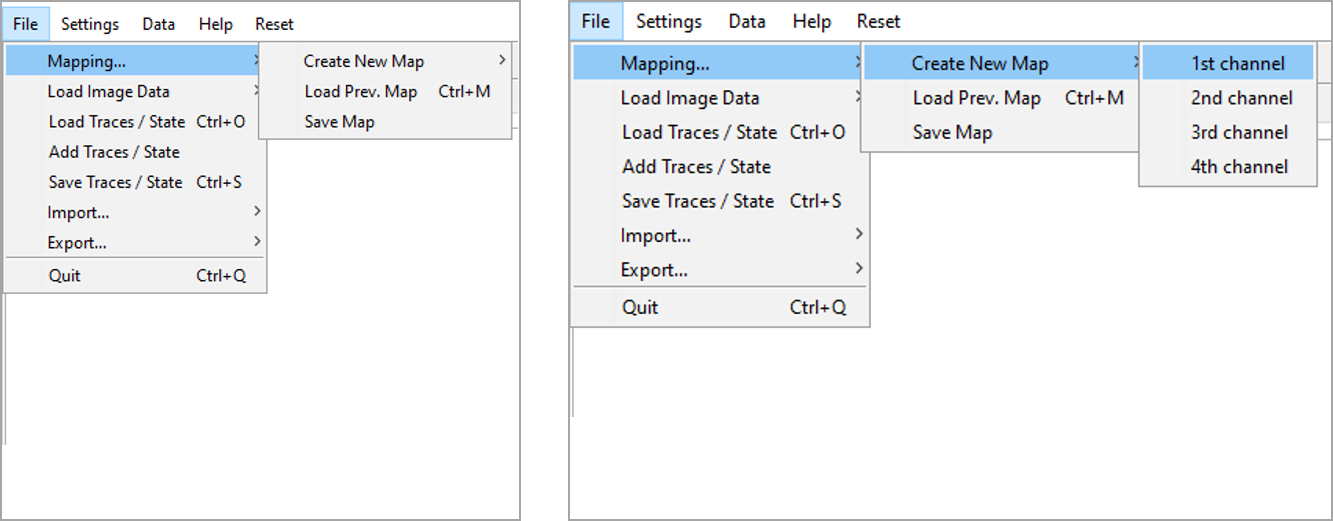 File Settings Data Help Reset
Mapping...
Load Image Data
Load Traces / State Ctrl+O
Add Traces / State
Save Traces / State Ctrl+S
Import...
Export...
Quit Ctrl+Q
Create New Map
Load Prev. Map Ctrl+M
Save Map
File Settings Data Help Reset
Mapping...
Load Image Data
Load Traces / State Ctrl+O
Add Traces / State
Save Traces / State Ctrl+S
Import...
Export...
Quit Ctrl+Q
Create New Map
Load Prev. Map Ctrl+M
Save Map
1st channel
2nd channel
3rd channel
4th channel